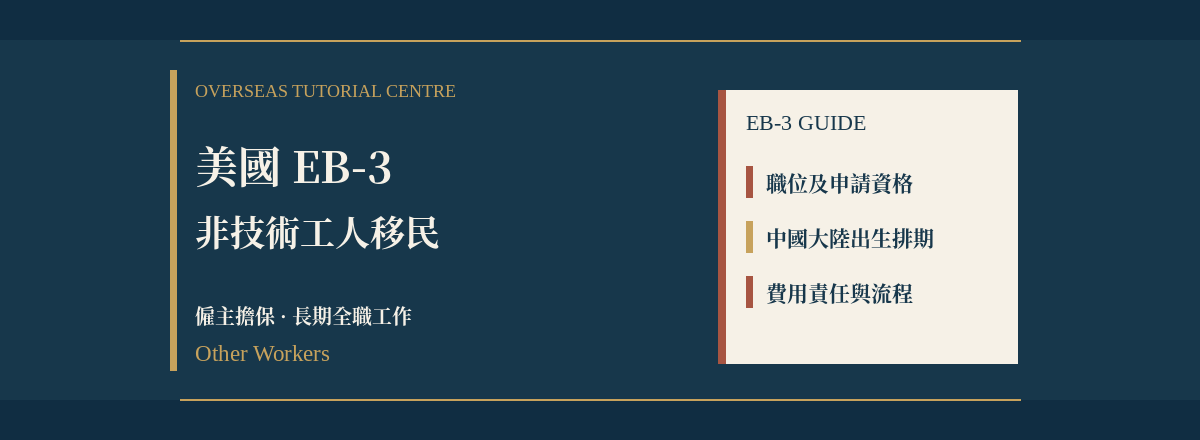 OVERSEAS TUTORIAL CENTRE
美國 EB-3
非技術工人移民
僱主擔保 · 長期全職工作
Other Workers
EB-3 GUIDE
職位及申請資格
中國大陸出生排期
費用責任與流程